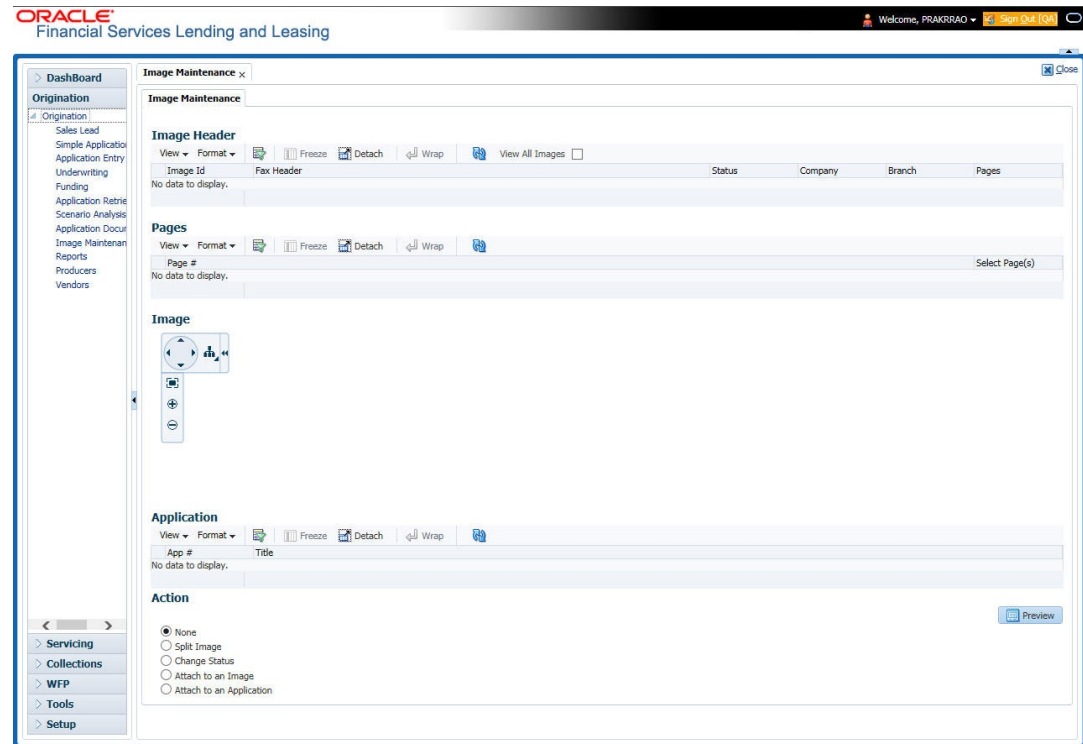 ORACLE
Financial Services Lending and Leasing
Welcome, PRAKRRAO
Sign Out [QA]
Close
DashBoard
Origination
Origination
Sales Lead
Simple Applicatio
Application Entry
Underwriting
Funding
Application Retrie
Scenario Analysis
Application Docur
Image Maintenan
Reports
Producers
Vendors
Servicing
Collections
WFP
Tools
Setup
Image Maintenance x
Image Maintenance
Image Header
View Format Freeze Detach Wrap View All Images
Image Id Fax Header Status Company Branch Pages
No data to display.
Pages
View Format Freeze Detach Wrap
Page # Select Page(s)
No data to display.
Image
Application
View Format Freeze Detach Wrap
App # Title
No data to display.
Action
Preview
None
Split Image
Change Status
Attach to an Image
Attach to an Application